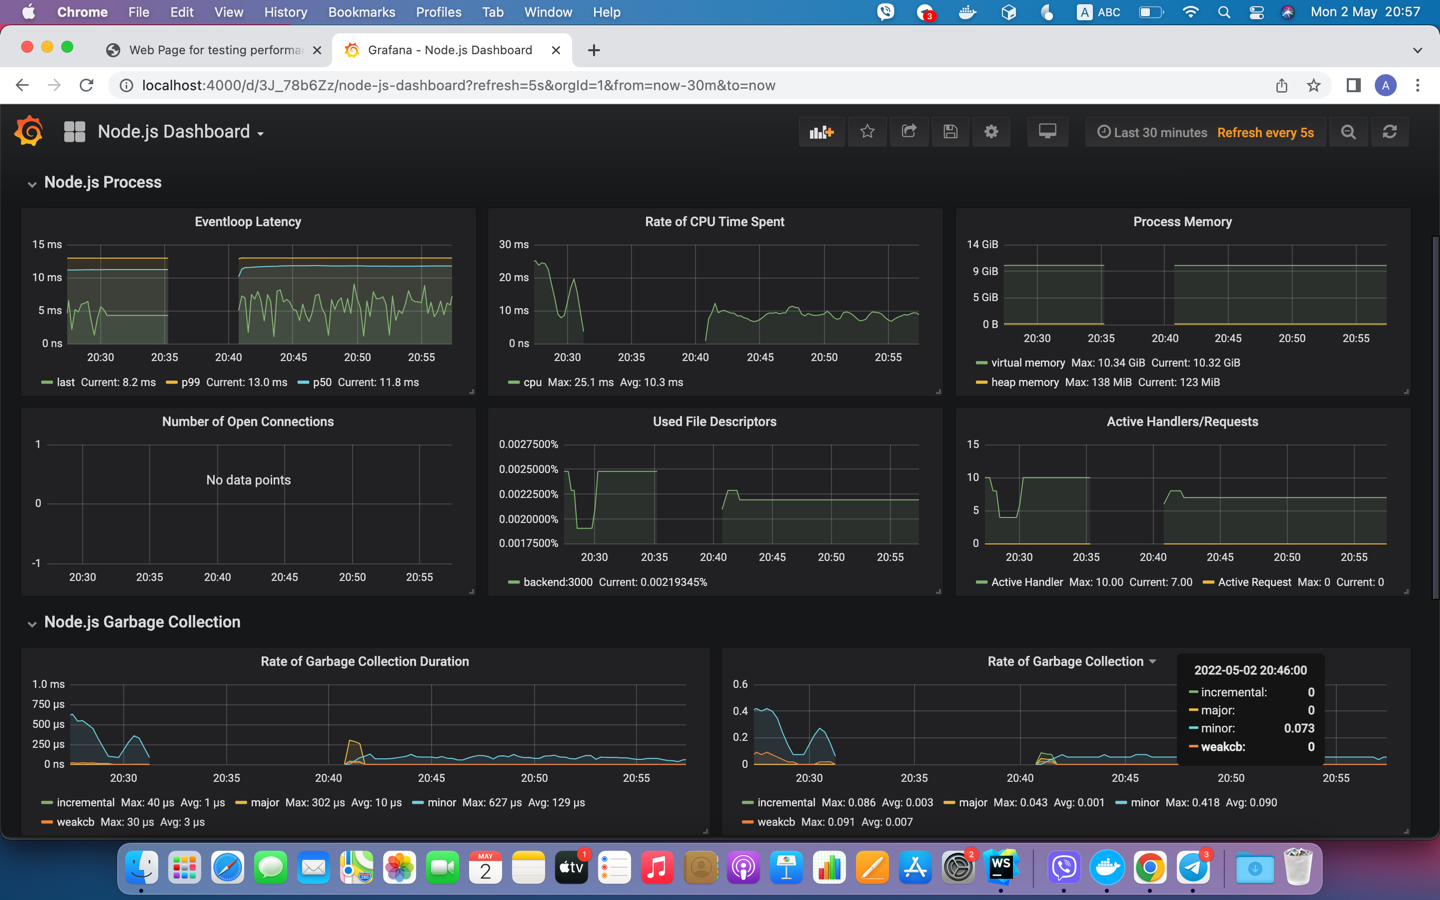 Chrome File Edit View History Bookmarks Profiles Tab Window Help 3 A ABC Mon 2 May 20:57
Web Page for testing performa Grafana - Node.js Dashboard
localhost:4000/d/3J_78b6Zz/node-js-dashboard?refresh=5s&orgId=1&from=now-30m&to=now A
Node.js Dashboard Last 30 minutes Refresh every 5s
Node.js Process
Eventloop Latency
15 ms
10 ms
5 ms
0 ns
20:30 20:35 20:40 20:45 20:50 20:55
last Current: 8.2 ms p99 Current: 13.0 ms p50 Current: 11.8 ms
Rate of CPU Time Spent
30 ms
20 ms
10 ms
0 ns
20:30 20:35 20:40 20:45 20:50 20:55
cpu Max: 25.1 ms Avg: 10.3 ms
Process Memory
14 GiB
9 GiB
5 GiB
0 B
20:30 20:35 20:40 20:45 20:50 20:55
virtual memory Max: 10.34 GiB Current: 10.32 GiB
heap memory Max: 138 MiB Current: 123 MiB
Number of Open Connections
1
No data points
0
-1
20:30 20:35 20:40 20:45 20:50 20:55
Used File Descriptors
0.0027500%
0.0025000%
0.0022500%
0.0020000%
0.0017500%
20:30 20:35 20:40 20:45 20:50 20:55
backend:3000 Current: 0.00219345%
Active Handlers/Requests
15
10
5
0
20:30 20:35 20:40 20:45 20:50 20:55
Active Handler Max: 10.00 Current: 7.00 Active Request Max: 0 Current: 0
Node.js Garbage Collection
Rate of Garbage Collection Duration
1.0 ms
750 µs
500 µs
250 µs
0 ns
20:30 20:35 20:40 20:45 20:50 20:55
incremental Max: 40 µs Avg: 1 µs major Max: 302 µs Avg: 10 µs minor Max: 627 µs Avg: 129 µs
weakcb Max: 30 µs Avg: 3 µs
Rate of Garbage Collection
0.6
0.4
0.2
0
20:30 20:35 20:40 20:45 20:50 20:55
incremental Max: 0.086 Avg: 0.003 major Max: 0.043 Avg: 0.001 minor Max: 0.418 Avg: 0.090
weakcb Max: 0.091 Avg: 0.007
2022-05-02 20:46:00
incremental: 0
major: 0
minor: 0.073
weakcb: 0
MAY
2
tv
1
2
WS
3